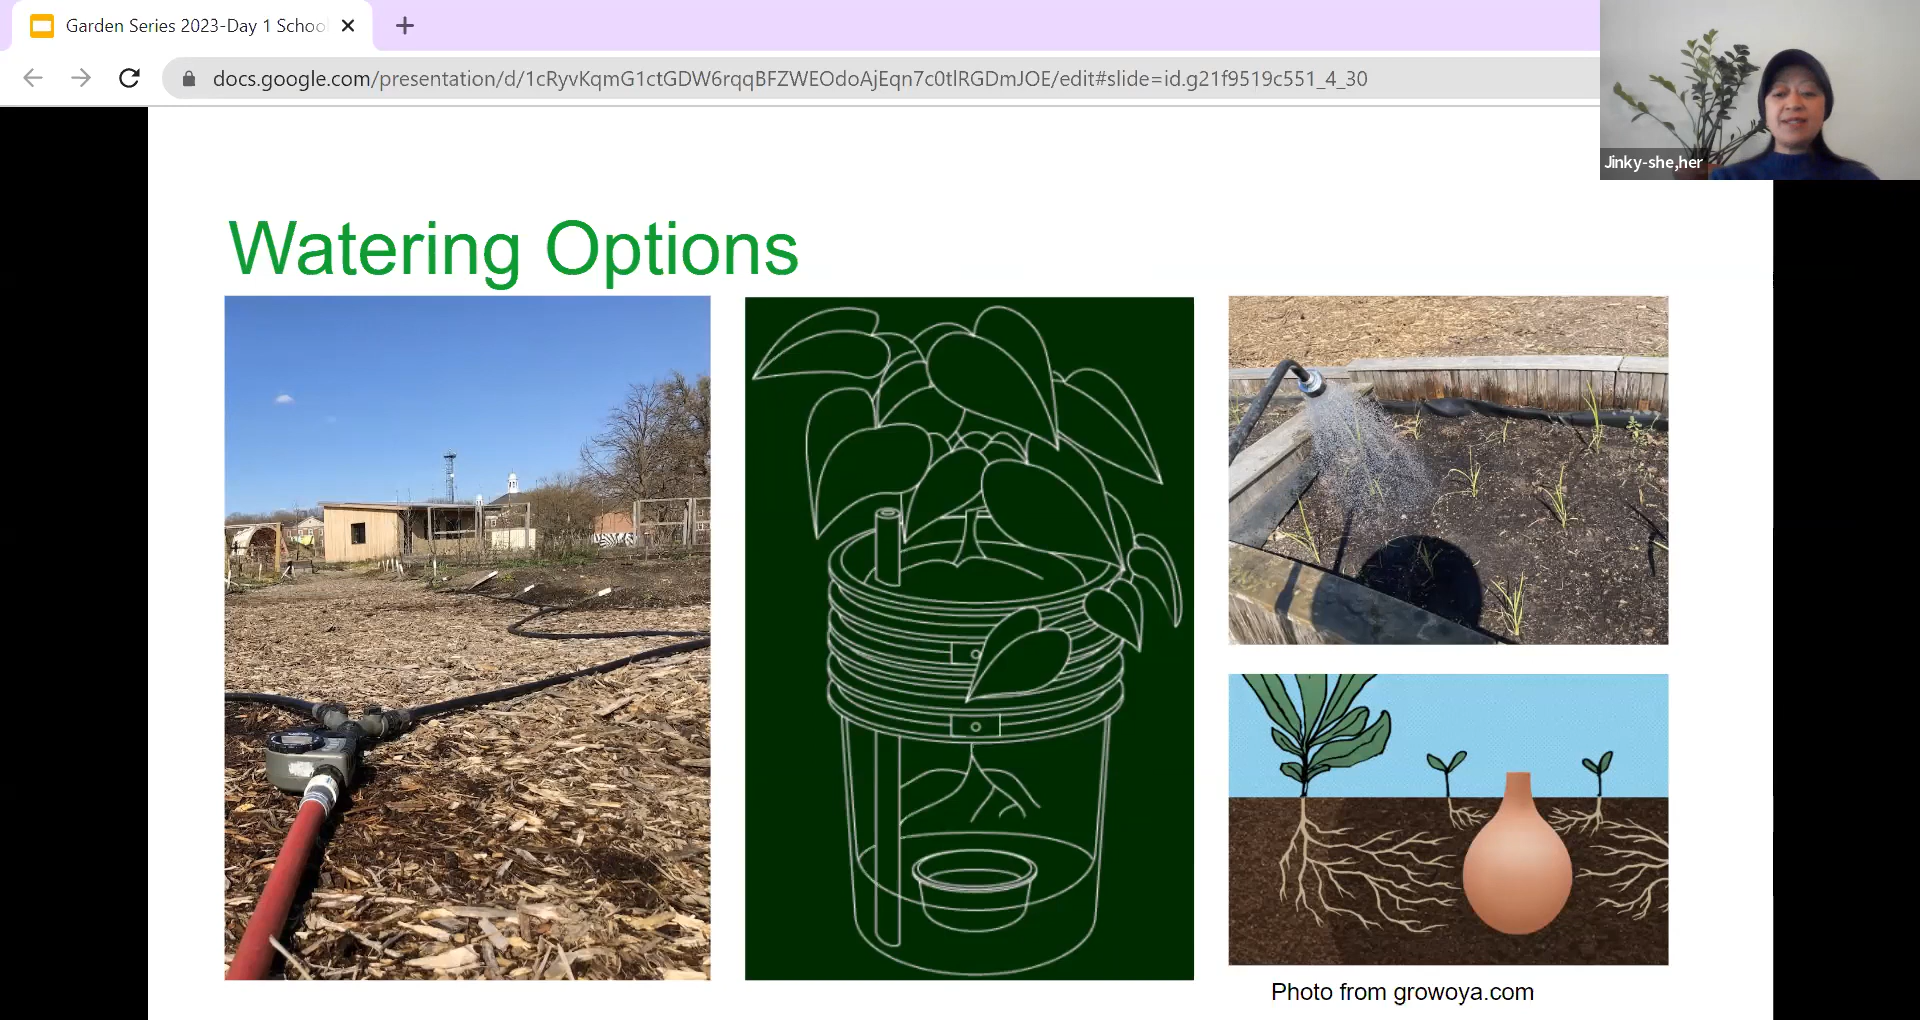 Garden Series 2023-Day 1 Schoo
docs.google.com/presentation/d/1cRyvKqmG1ctGDW6rqqBFZWEOdoAjEqn7c0tlRGDmJOE/edit#slide=id.g21f9519c551_4_30
Jinky-she,her
Watering Options
Photo from growoya.com